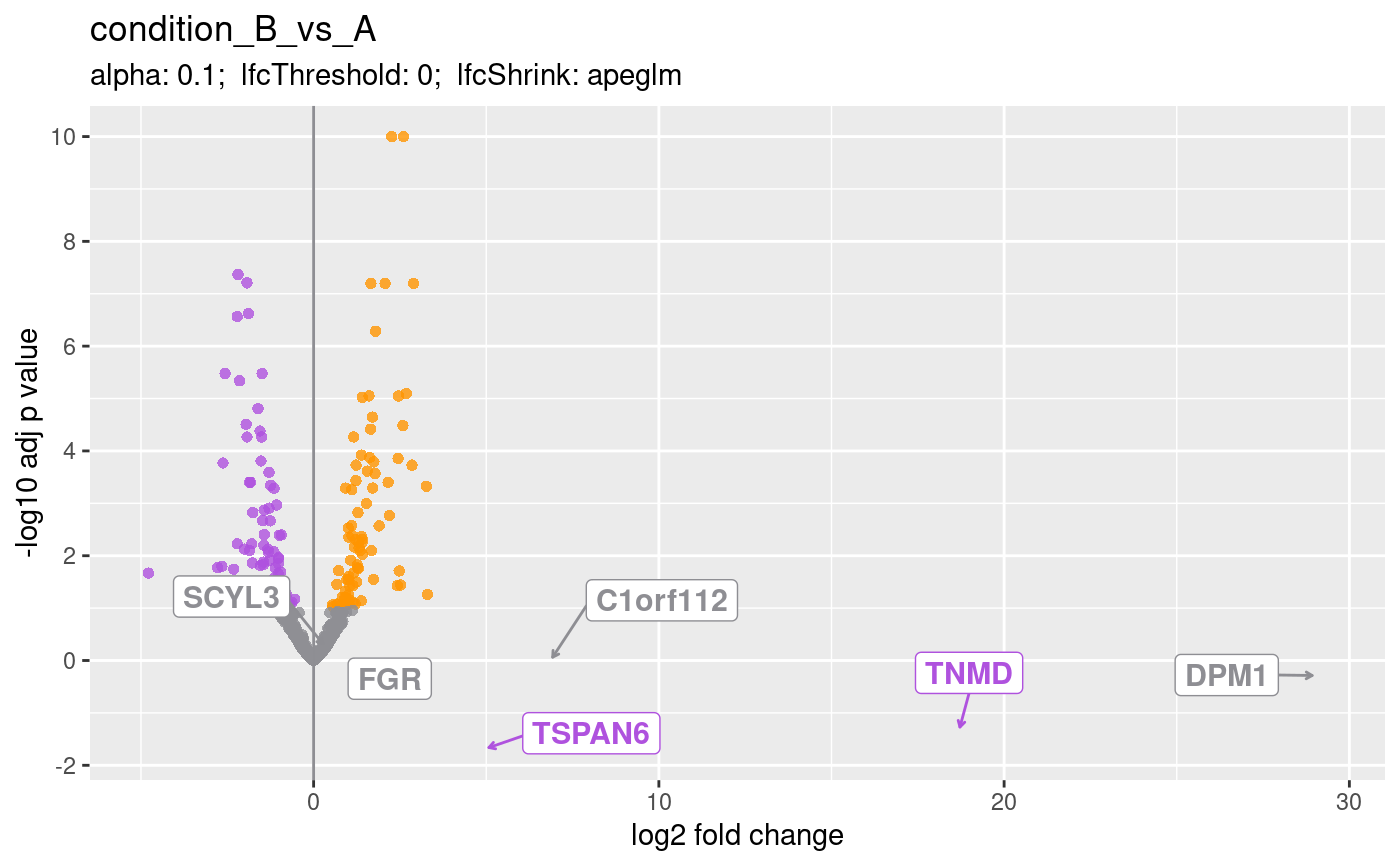 condition_B_vs_A
alpha: 0.1;  lfcThreshold: 0;  lfcShrink: apeglm
-log10 adj p value
10
8
6
4
2
0
-2
SCYL3
C1orf112
FGR
TNMD
DPM1
TSPAN6
0
10
20
30
log2 fold change